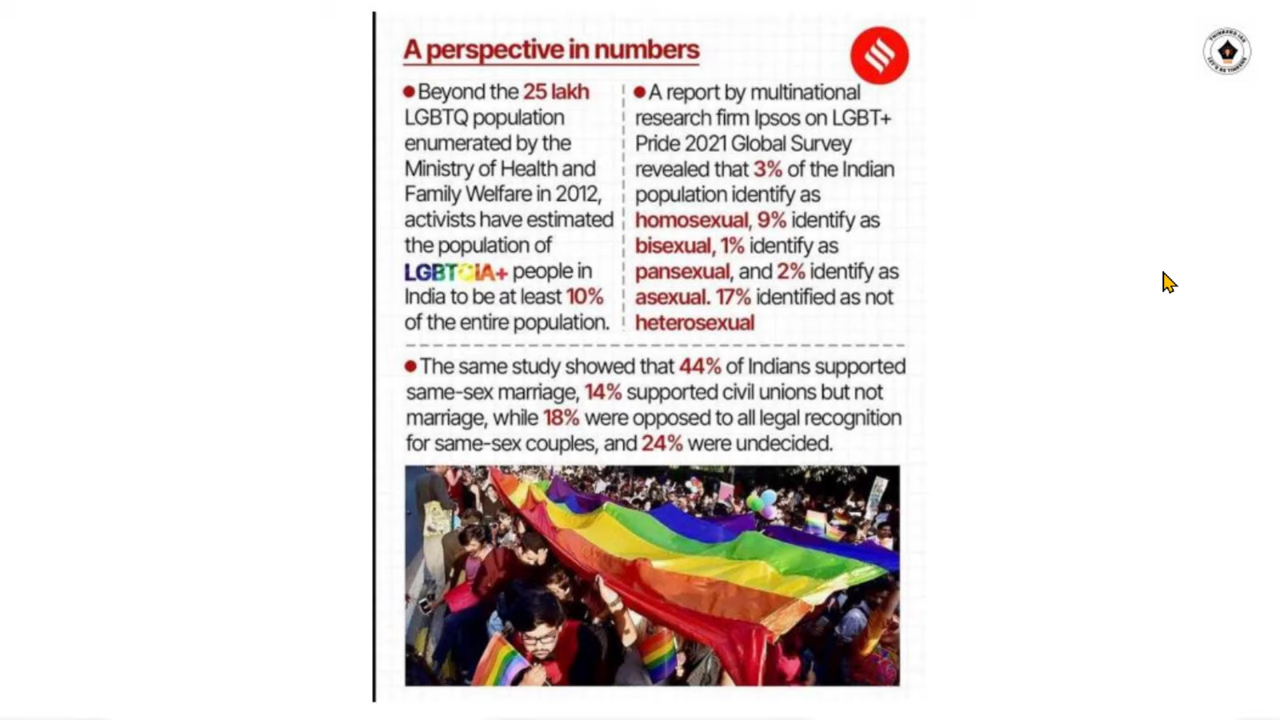 A perspective in numbers
●Beyond the 25 lakh
LGBTQ population
enumerated by the
Ministry of Health and
Family Welfare in 2012,
activists have estimated
the population of
LGBTQIA+ people in
India to be at least 10%
of the entire population.
●A report by multinational
research firm Ipsos on LGBT+
Pride 2021 Global Survey
revealed that 3% of the Indian
population identify as
homosexual, 9% identify as
bisexual, 1% identify as
pansexual, and 2% identify as
asexual. 17% identified as not
heterosexual
●The same study showed that 44% of Indians supported
same-sex marriage, 14% supported civil unions but not
marriage, while 18% were opposed to all legal recognition
for same-sex couples, and 24% were undecided.
THINKERS IAS
LET'S BE THINKERS